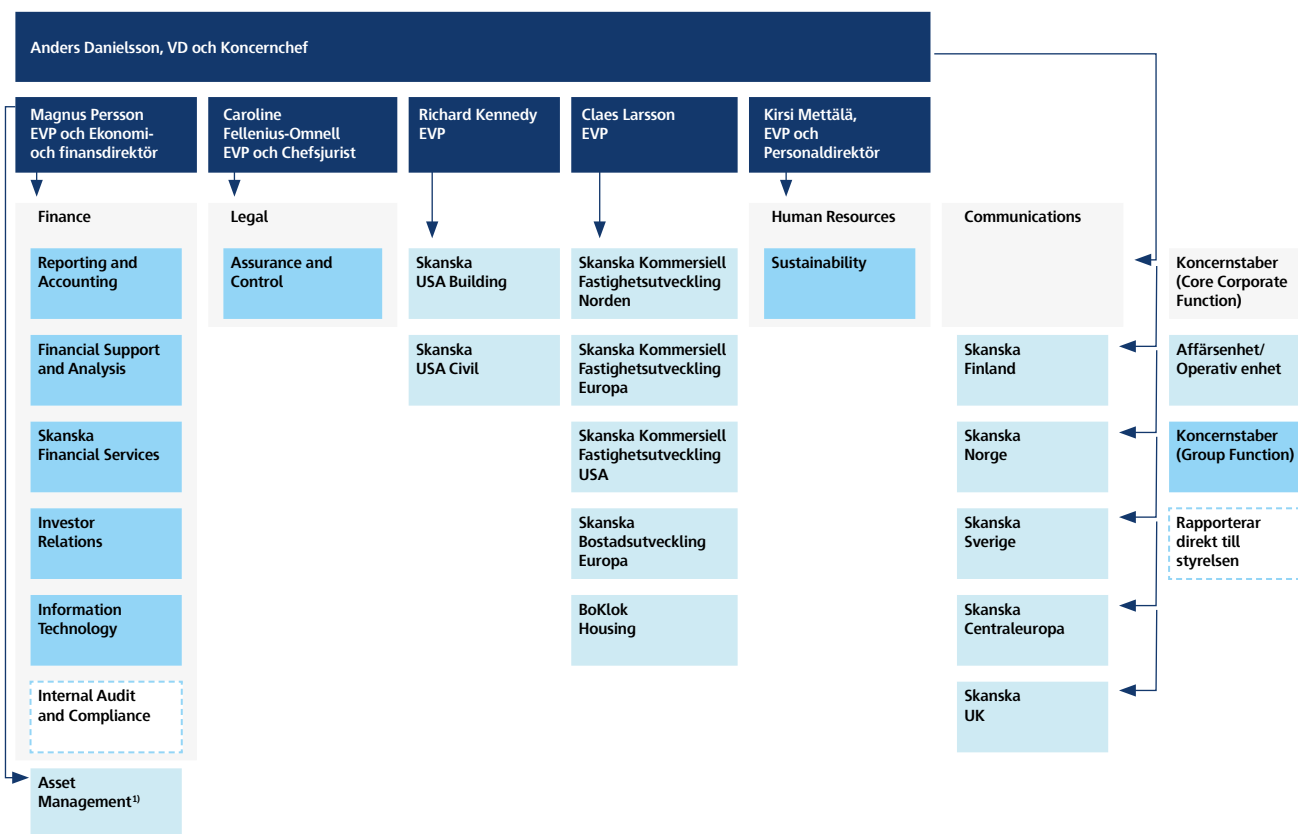 Anders Danielsson, VD och Koncernchef
Magnus Persson
EVP och Ekonomi-
och finansdirektör
Caroline
Fellenius-Omnell
EVP och Chefsjurist
Richard Kennedy
EVP
Claes Larsson
EVP
Kirsi Mettälä,
EVP och
Personaldirektör
Finance
Reporting and
Accounting
Financial Support
and Analysis
Skanska
Financial Services
Investor
Relations
Information
Technology
Internal Audit
and Compliance
Asset
Management¹⁾
Legal
Assurance and
Control
Skanska
USA Building
Skanska
USA Civil
Skanska Kommersiell
Fastighetsutveckling
Norden
Skanska Kommersiell
Fastighetsutveckling
Europa
Skanska Kommersiell
Fastighetsutveckling
USA
Skanska
Bostadsutveckling
Europa
BoKlok
Housing
Human Resources
Sustainability
Communications
Skanska
Finland
Skanska
Norge
Skanska
Sverige
Skanska
Centraleuropa
Skanska
UK
Koncernstaber
(Core Corporate
Function)
Affärsenhet/
Operativ enhet
Koncernstaber
(Group Function)
Rapporterar
direkt till
styrelsen